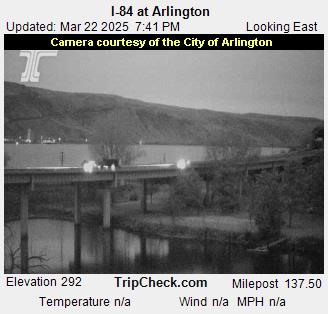 I-84 at Arlington
Updated: Mar 22 2025 7:41 PM Looking East
Camera courtesy of the City of Arlington
Elevation 292 TripCheck.com Milepost 137.50
Temperature n/a Wind n/a MPH n/a